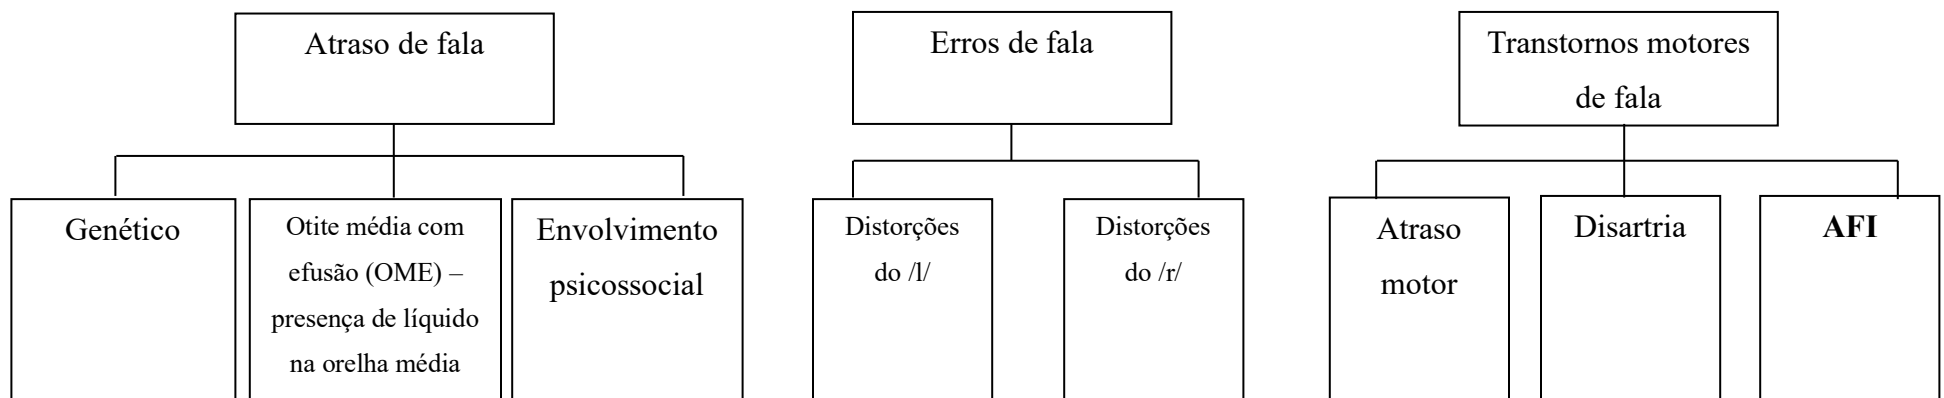 Atraso de fala
Erros de fala
Transtornos motores
de fala
Genético
Otite média com
efusão (OME) –
presença de líquido
na orelha média
Envolvimento
psicossocial
Distorções
do /l/
Distorções
do /r/
Atraso
motor
Disartria
AFI